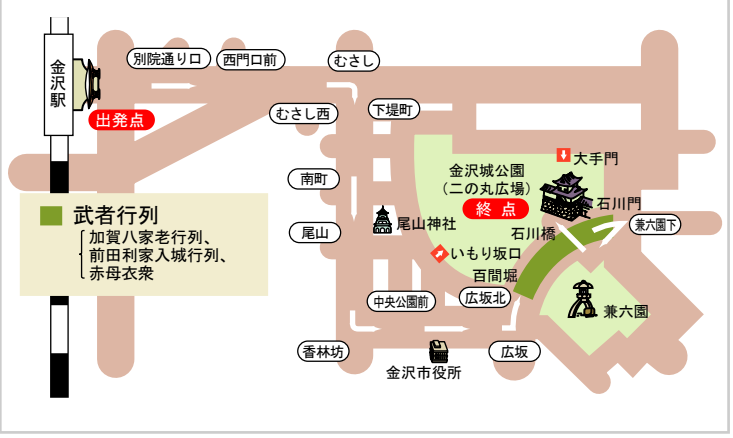 金沢駅
出発点
別院通り口
西門口前
むさし
むさし西
下堤町
大手門
金沢城公園
(二の丸広場)
終点
石川門
南町
尾山神社
尾山
石川橋
兼六園下
いもり坂口
百間堀
武者行列
加賀八家老行列、
前田利家入城行列、
赤母衣衆
中央公園前
広坂北
兼六園
香林坊
金沢市役所
広坂